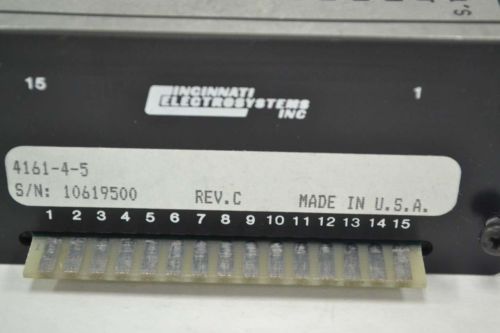 15 1
CINCINNATI
ELECTROSYSTEMS
INC
4161-4-5
S/N: 10619500 REV.C MADE IN U.S.A.
1 2 3 4 5 6 7 8 9 10 11 12 13 14 15